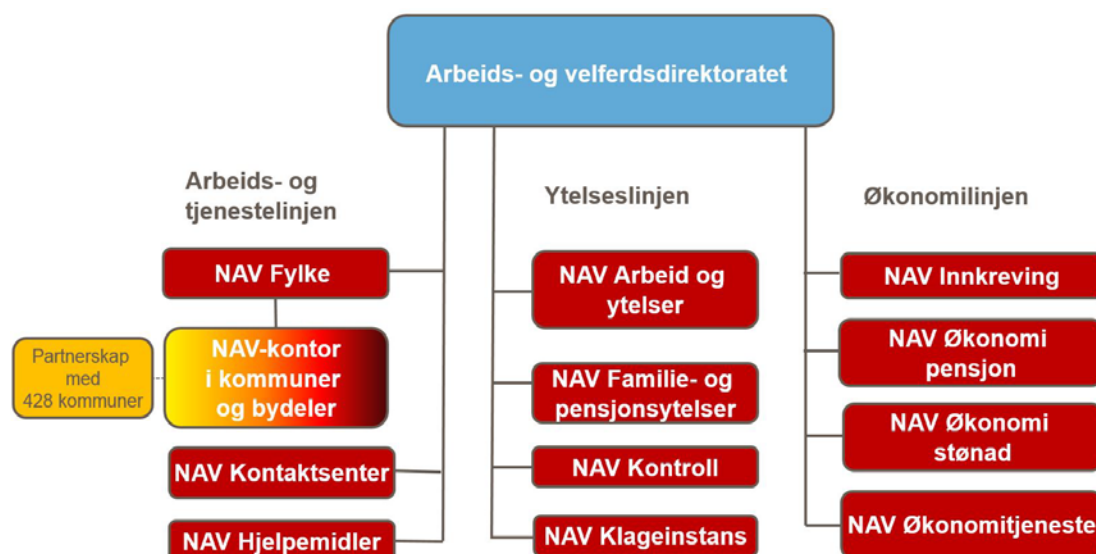 Arbeids- og velferdsdirektoratet
Arbeids- og
tjenestelinjen
NAV Fylke
Partnerskap
med
428 kommuner
NAV-kontor
i kommuner
og bydeler
NAV Kontaktsenter
NAV Hjelpemidler
Ytelseslinjen
NAV Arbeid og
ytelser
NAV Familie- og
pensjonsytelser
NAV Kontroll
NAV Klageinstans
Økonomilinjen
NAV Innkreving
NAV Økonomi
pensjon
NAV Økonomi
stønad
NAV Økonomitjeneste